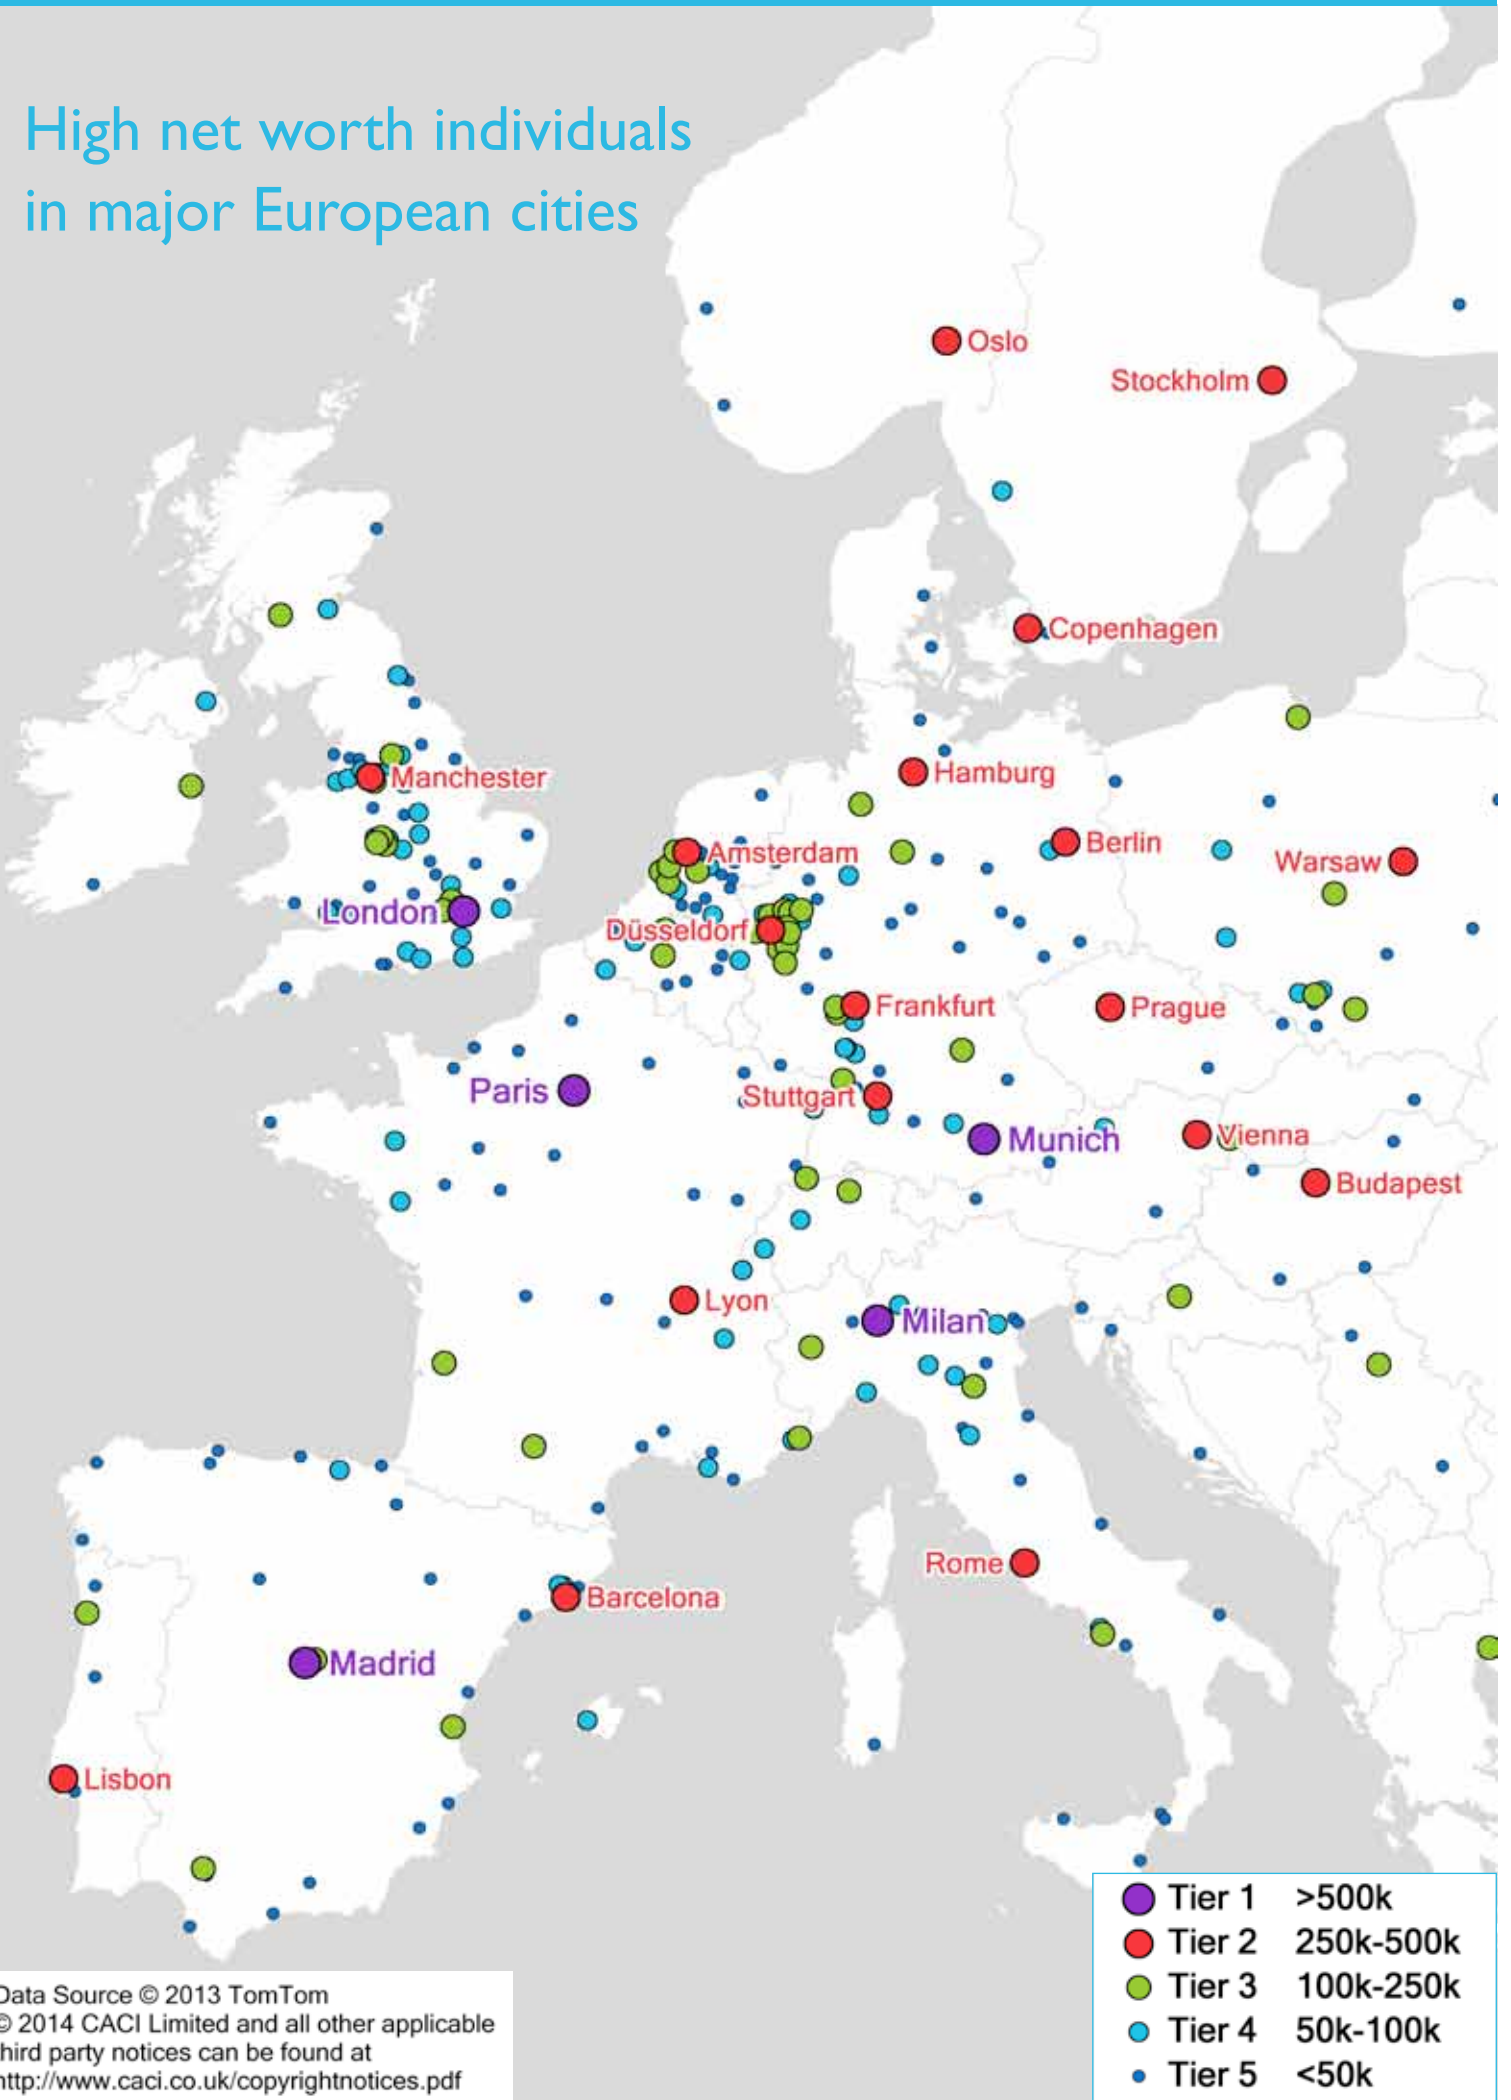 High net worth individuals
in major European cities
Oslo
Stockholm
Copenhagen
Manchester
Hamburg
Amsterdam
Berlin
Warsaw
London
Düsseldorf
Frankfurt
Prague
Paris
Stuttgart
Munich
Vienna
Budapest
Lyon
Milan
Rome
Barcelona
Madrid
Lisbon
Tier 1 >500k
Tier 2 250k-500k
Tier 3 100k-250k
Tier 4 50k-100k
Tier 5 <50k
Data Source © 2013 TomTom
© 2014 CACI Limited and all other applicable
third party notices can be found at
http://www.caci.co.uk/copyrightnotices.pdf